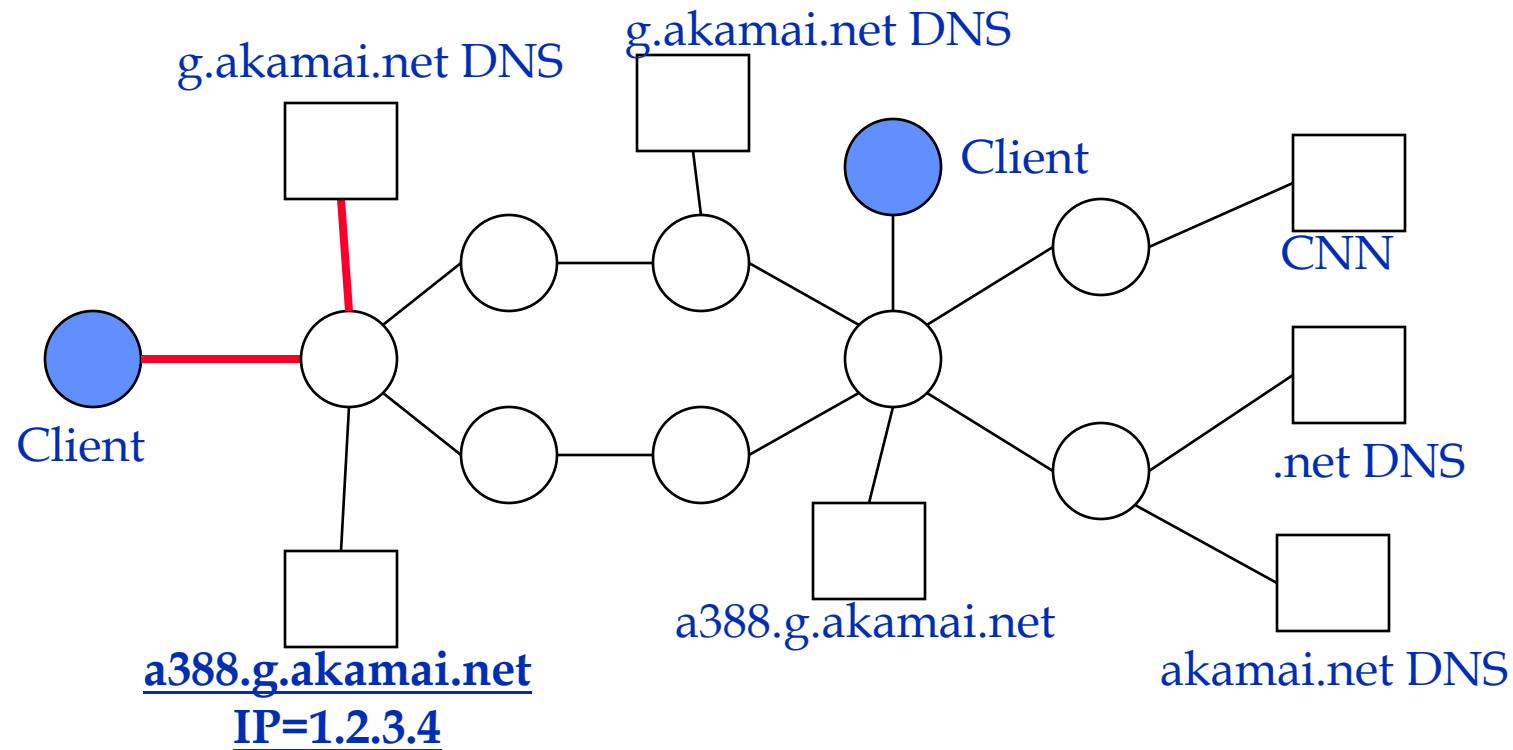 g.akamai.net DNS
g.akamai.net DNS
Client
CNN
Client
.net DNS
a388.g.akamai.net
akamai.net DNS
a388.g.akamai.net
IP=1.2.3.4